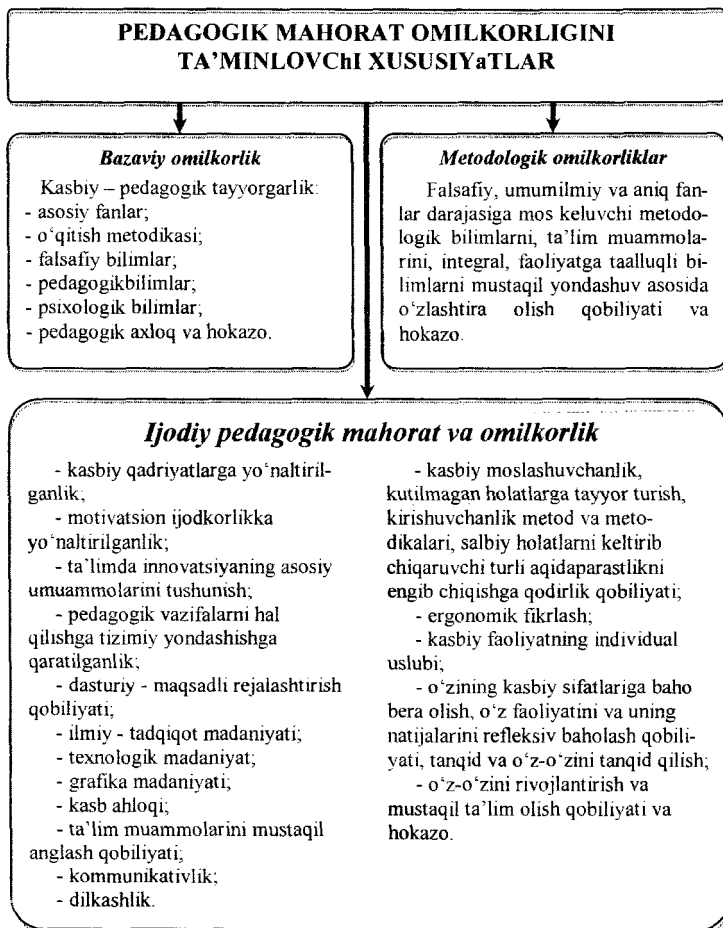 PEDAGOGIK MAHORAT OMILKORLIGINI
TA’MINLOVChI XUSUSIYaTLAR
Bazaviy omilkorlik
Kasbiy – pedagogik tayyorgarlik:
- asosiy fanlar;
- o‘qitish metodikasi;
- falsafiy bilimlar;
- pedagogikbilimlar;
- psixologik bilimlar;
- pedagogik axloq va hokazo.
Metodologik omilkorliklar
Falsafiy, umumilmiy va aniq fan-
lar darajasiga mos keluvchi metodo-
logik bilimlarni, ta’lim muammola-
rini, integral, faoliyatga taalluqli bi-
limlarni mustaqil yondashuv asosida
o‘zlashtira olish qobiliyati va
hokazo.
Ijodiy pedagogik mahorat va omilkorlik
- kasbiy qadriyatlarga yo‘naltiril-
ganlik;
- motivatsion ijodkorlikka
yo‘naltirilganlik;
- ta’limda innovatsiyaning asosiy
umuammolarini tushunish;
- pedagogik vazifalarni hal
qilishga tizimiy yondashishga
qaratilganlik;
- dasturiy - maqsadli rejalashtirish
qobiliyati;
- ilmiy - tadqiqot madaniyati;
- texnologik madaniyat;
- grafika madaniyati;
- kasb ahloqi;
- ta’lim muammolarini mustaqil
anglash qobiliyati;
- kommunikativlik;
- dilkashlik.
- kasbiy moslashuvchanlik,
kutilmagan holatlarga tayyor turish,
kirishuvchanlik metod va meto-
dikalari, salbiy holatlarni keltirib
chiqaruvchi turli aqidaparastlikni
engib chiqishga qodirlik qobiliyati;
- ergonomik fikrlash;
- kasbiy faoliyatning individual
uslubi;
- o‘zining kasbiy sifatlariga baho
bera olish, o‘z faoliyatini va uning
natijalarini refleksiv baholash qobili-
yati, tanqid va o‘z-o‘zini tanqid qilish;
- o‘z-o‘zini rivojlantirish va
mustaqil ta’lim olish qobiliyati va
hokazo.